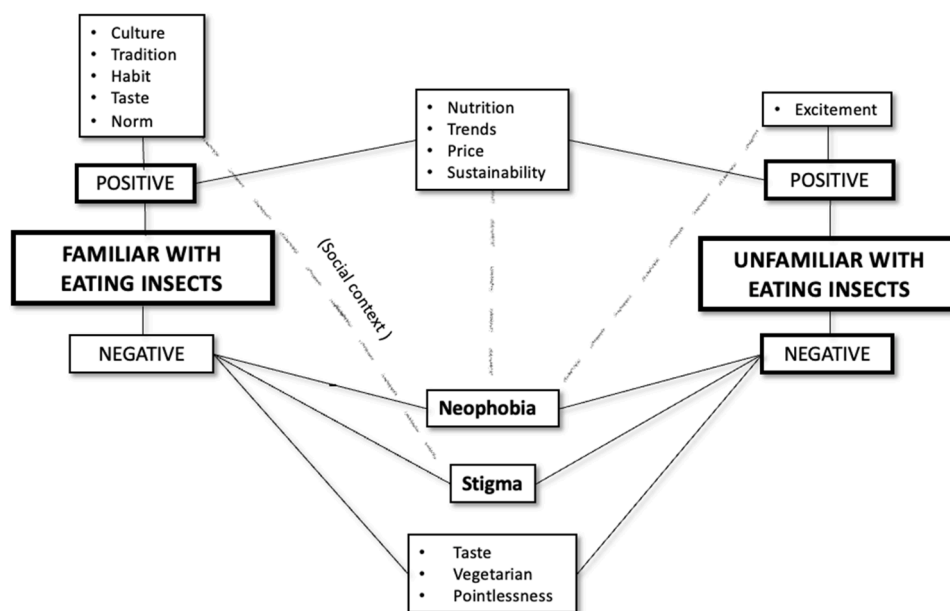 • Culture
• Tradition
• Habit
• Taste
• Norm
• Nutrition
• Trends
• Price
• Sustainability
• Excitement
POSITIVE
POSITIVE
FAMILIAR WITH
EATING INSECTS
UNFAMILIAR WITH
EATING INSECTS
(Social context )
NEGATIVE
NEGATIVE
Neophobia
Stigma
• Taste
• Vegetarian
• Pointlessness